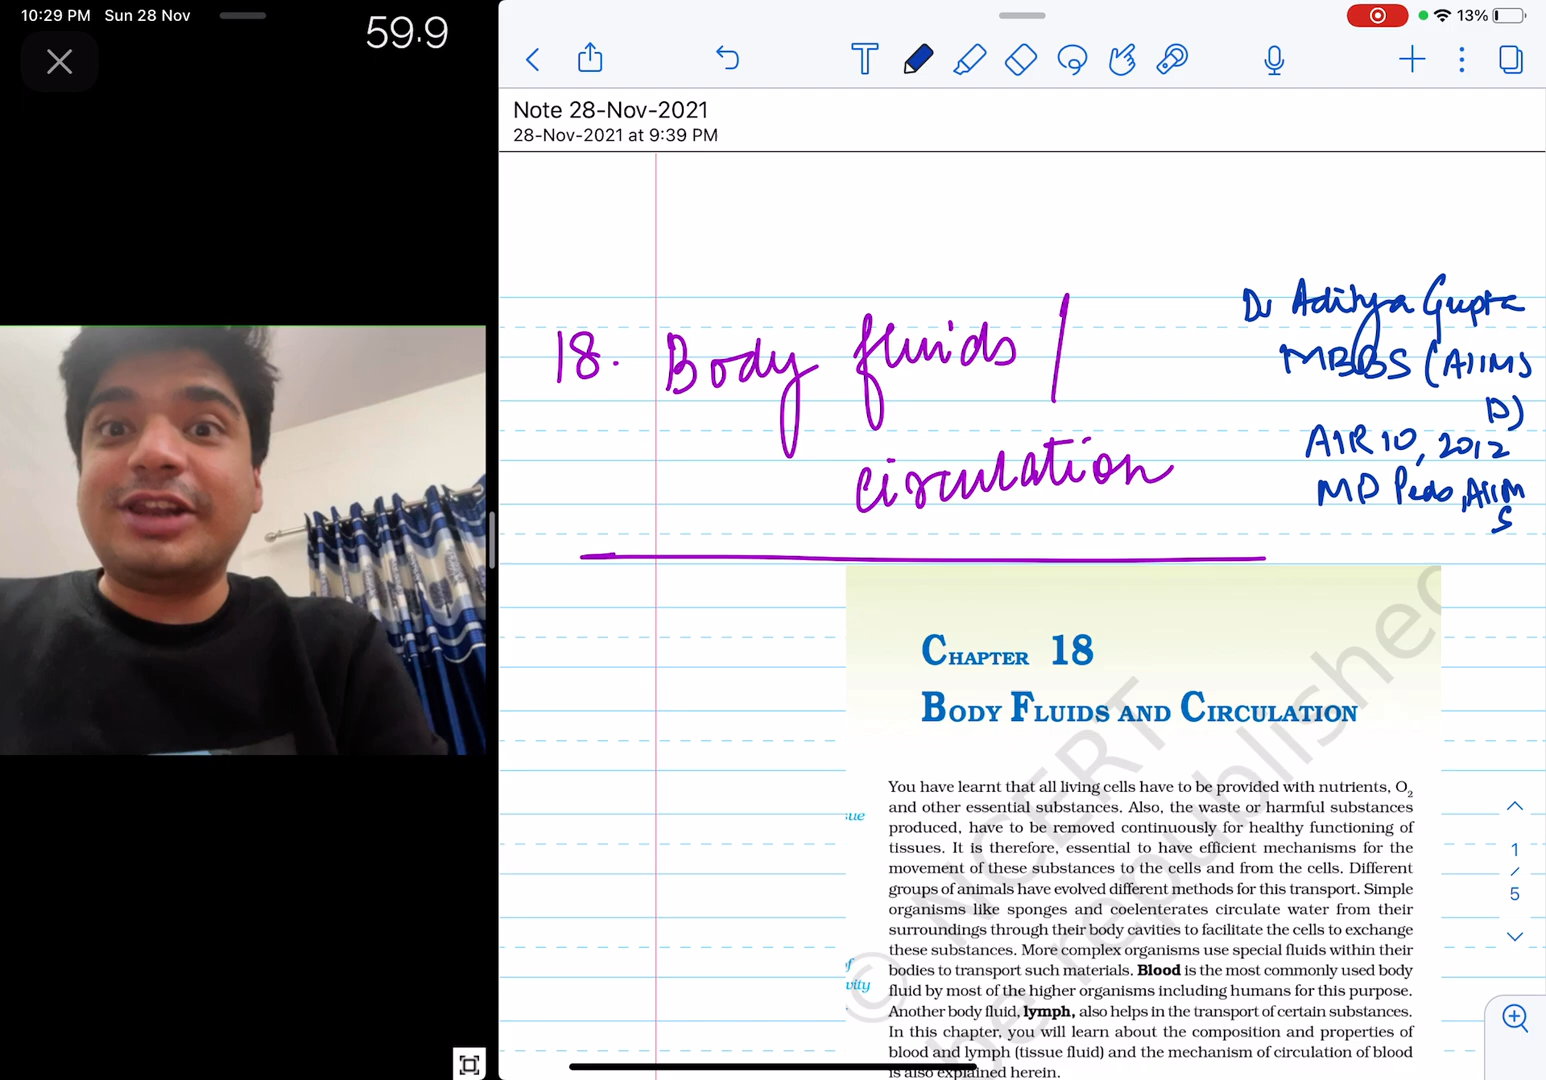 10:29 PM Sun 28 Nov
59.9
13%
Note 28-Nov-2021
28-Nov-2021 at 9:39 PM
18. Body fluids /
circulation
Dr Aditya Gupta
MBBS (AIIMS
D)
AIR 10, 2012
MD Peds, AIIM
S
CHAPTER 18
BODY FLUIDS AND CIRCULATION
You have learnt that all living cells have to be provided with nutrients, O₂
and other essential substances. Also, the waste or harmful substances
produced, have to be removed continuously for healthy functioning of
sue
tissues. It is therefore, essential to have efficient mechanisms for the
movement of these substances to the cells and from the cells. Different
groups of animals have evolved different methods for this transport. Simple
organisms like sponges and coelenterates circulate water from their
surroundings through their body cavities to facilitate the cells to exchange
these substances. More complex organisms use special fluids within their
of
bodies to transport such materials. Blood is the most commonly used body
vity
fluid by most of the higher organisms including humans for this purpose.
Another body fluid, lymph, also helps in the transport of certain substances.
In this chapter, you will learn about the composition and properties of
blood and lymph (tissue fluid) and the mechanism of circulation of blood
is also explained herein.
© NCERT
he republished
1
/
5